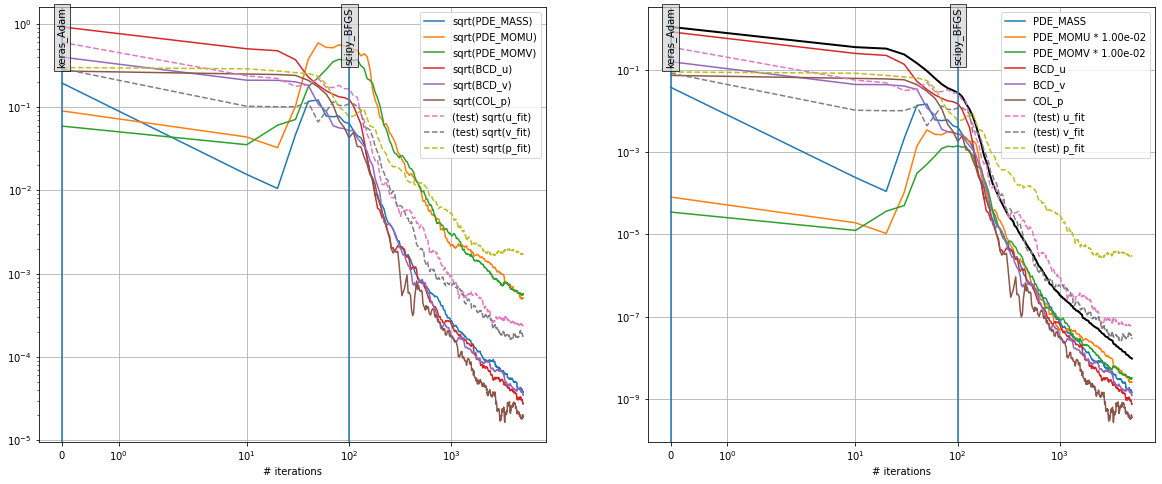 10⁰
10⁻¹
10⁻²
10⁻³
10⁻⁴
10⁻⁵
keras_Adam
scipy_BFGS
sqrt(PDE_MASS)
sqrt(PDE_MOMU)
sqrt(PDE_MOMV)
sqrt(BCD_u)
sqrt(BCD_v)
sqrt(COL_p)
(test) sqrt(u_fit)
(test) sqrt(v_fit)
(test) sqrt(p_fit)
0 10⁰ 10¹ 10² 10³
# iterations
10⁻¹
10⁻³
10⁻⁵
10⁻⁷
10⁻⁹
keras_Adam
scipy_BFGS
PDE_MASS
PDE_MOMU * 1.00e-02
PDE_MOMV * 1.00e-02
BCD_u
BCD_v
COL_p
(test) u_fit
(test) v_fit
(test) p_fit
0 10⁰ 10¹ 10² 10³
# iterations